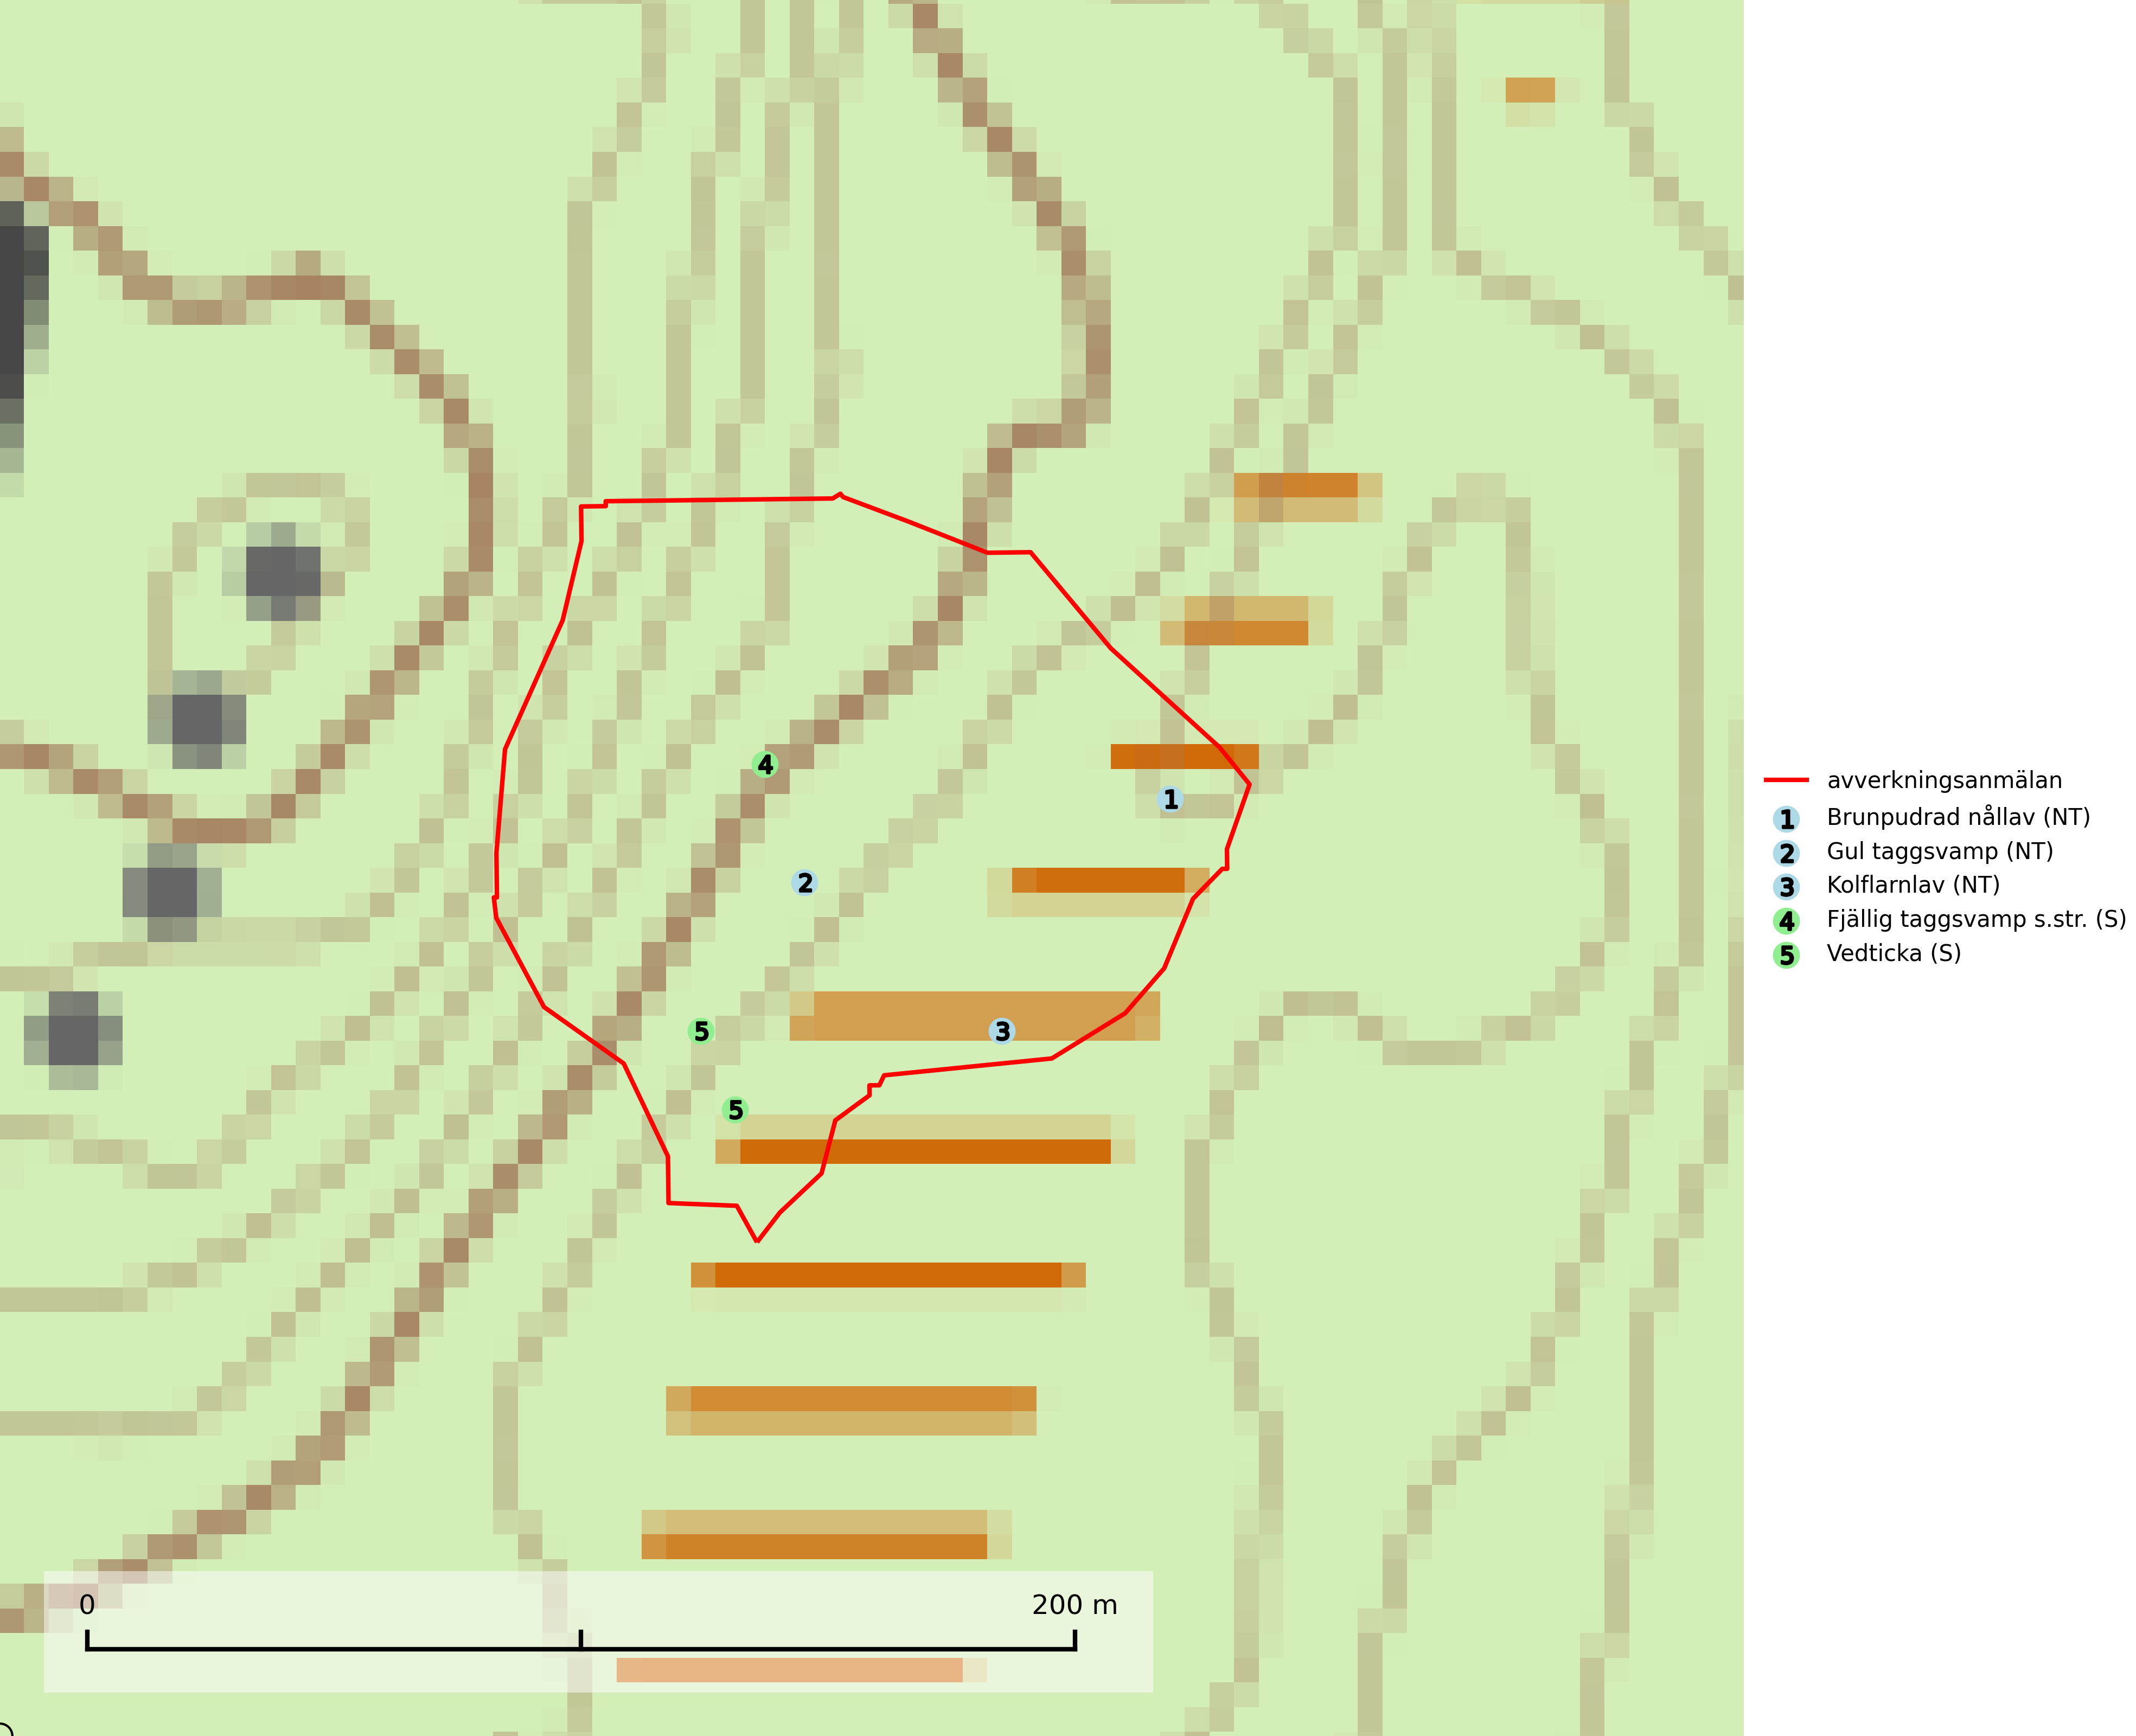 4
1
2
5
3
5
0
200 m
avverkningsanmälan
1 Brunpudrad nållav (NT)
2 Gul taggsvamp (NT)
3 Kolflarnlav (NT)
4 Fjällig taggsvamp s.str. (S)
5 Vedticka (S)